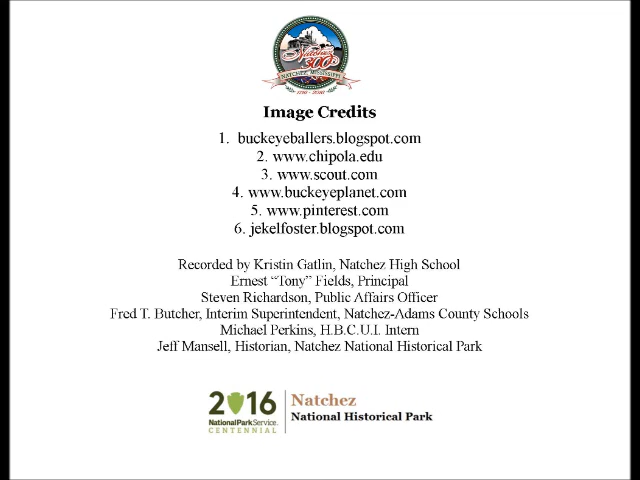 Natchez
300
NATCHEZ, MISSISSIPPI
Image Credits
1. buckeyeballers.blogspot.com
2. www.chipola.edu
3. www.scout.com
4. www.buckeyeplanet.com
5. www.pinterest.com
6. jekelfoster.blogspot.com
Recorded by Kristin Gatlin, Natchez High School
Ernest “Tony” Fields, Principal
Steven Richardson, Public Affairs Officer
Fred T. Butcher, Interim Superintendent, Natchez-Adams County Schools
Michael Perkins, H.B.C.U.I. Intern
Jeff Mansell, Historian, Natchez National Historical Park
2016
National Park Service.
CENTENNIAL
Natchez
National Historical Park